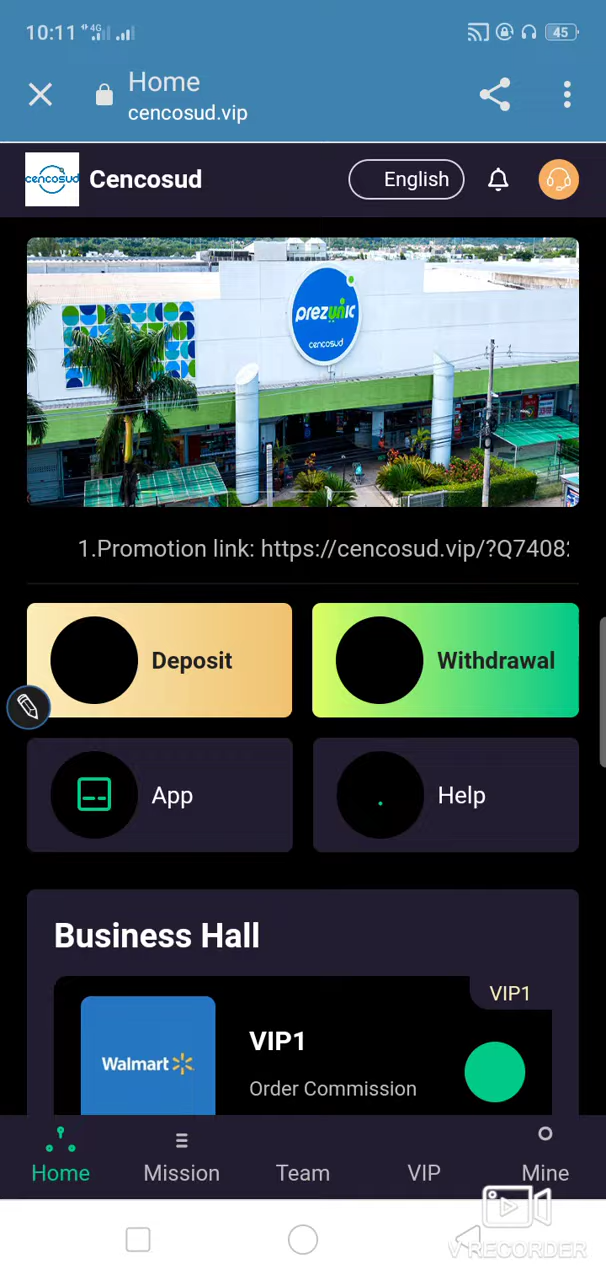 10:11 4G 45
Home
cencosud.vip
cencosud Cencosud English
prezunic
cencosud
1.Promotion link: https://cencosud.vip/?Q7408
Deposit Withdrawal
App Help
Business Hall
VIP1
Walmart VIP1
Order Commission
Home Mission Team VIP Mine
V RECORDER